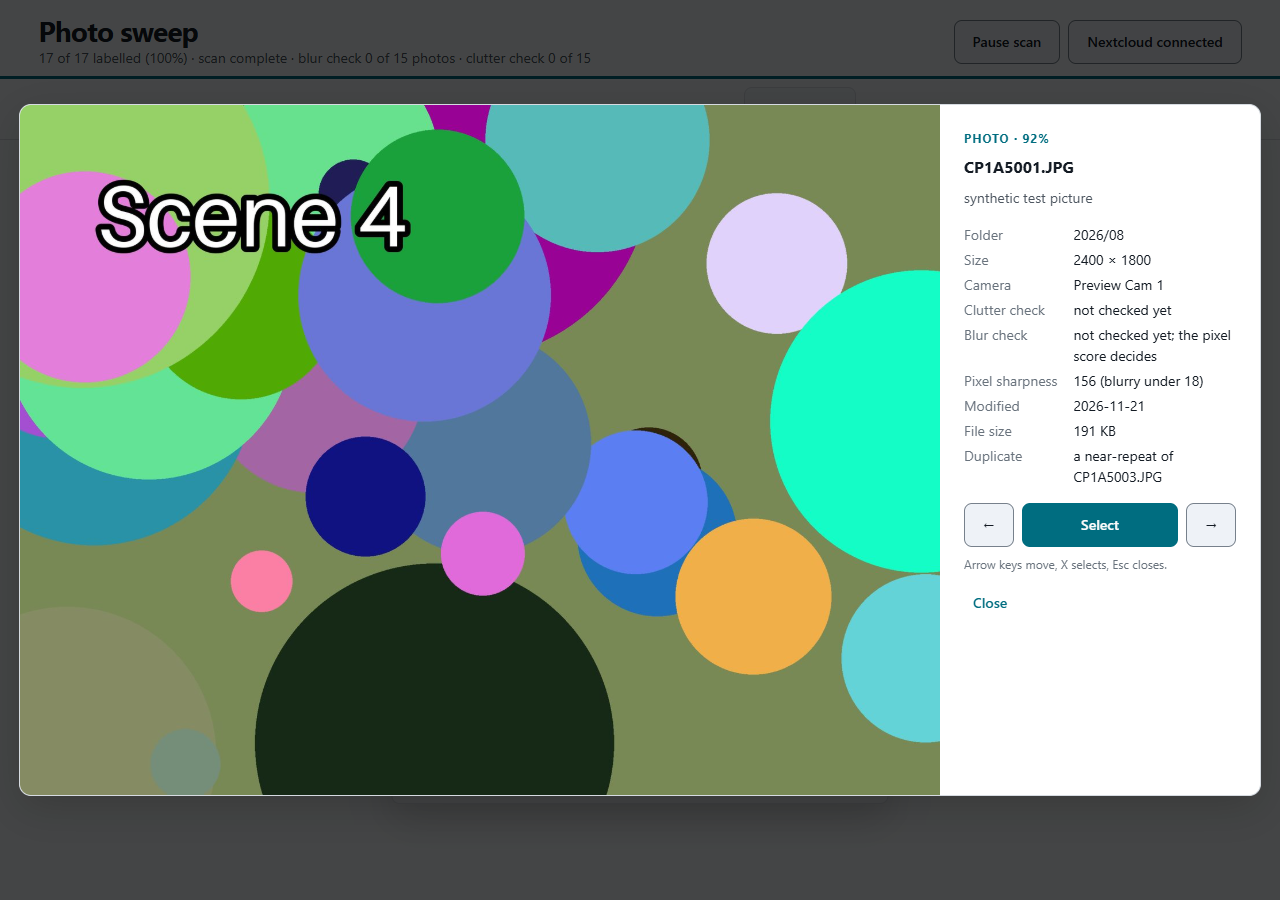 Photo sweep
17 of 17 labelled (100%) · scan complete · blur check 0 of 15 photos · clutter check 0 of 15
Pause scan
Nextcloud connected
Scene 4
PHOTO · 92%
CP1A5001.JPG
synthetic test picture
Folder 2026/08
Size 2400 × 1800
Camera Preview Cam 1
Clutter check not checked yet
Blur check not checked yet; the pixel
score decides
Pixel sharpness 156 (blurry under 18)
Modified 2026-11-21
File size 191 KB
Duplicate a near-repeat of
CP1A5003.JPG
← Select →
Arrow keys move, X selects, Esc closes.
Close